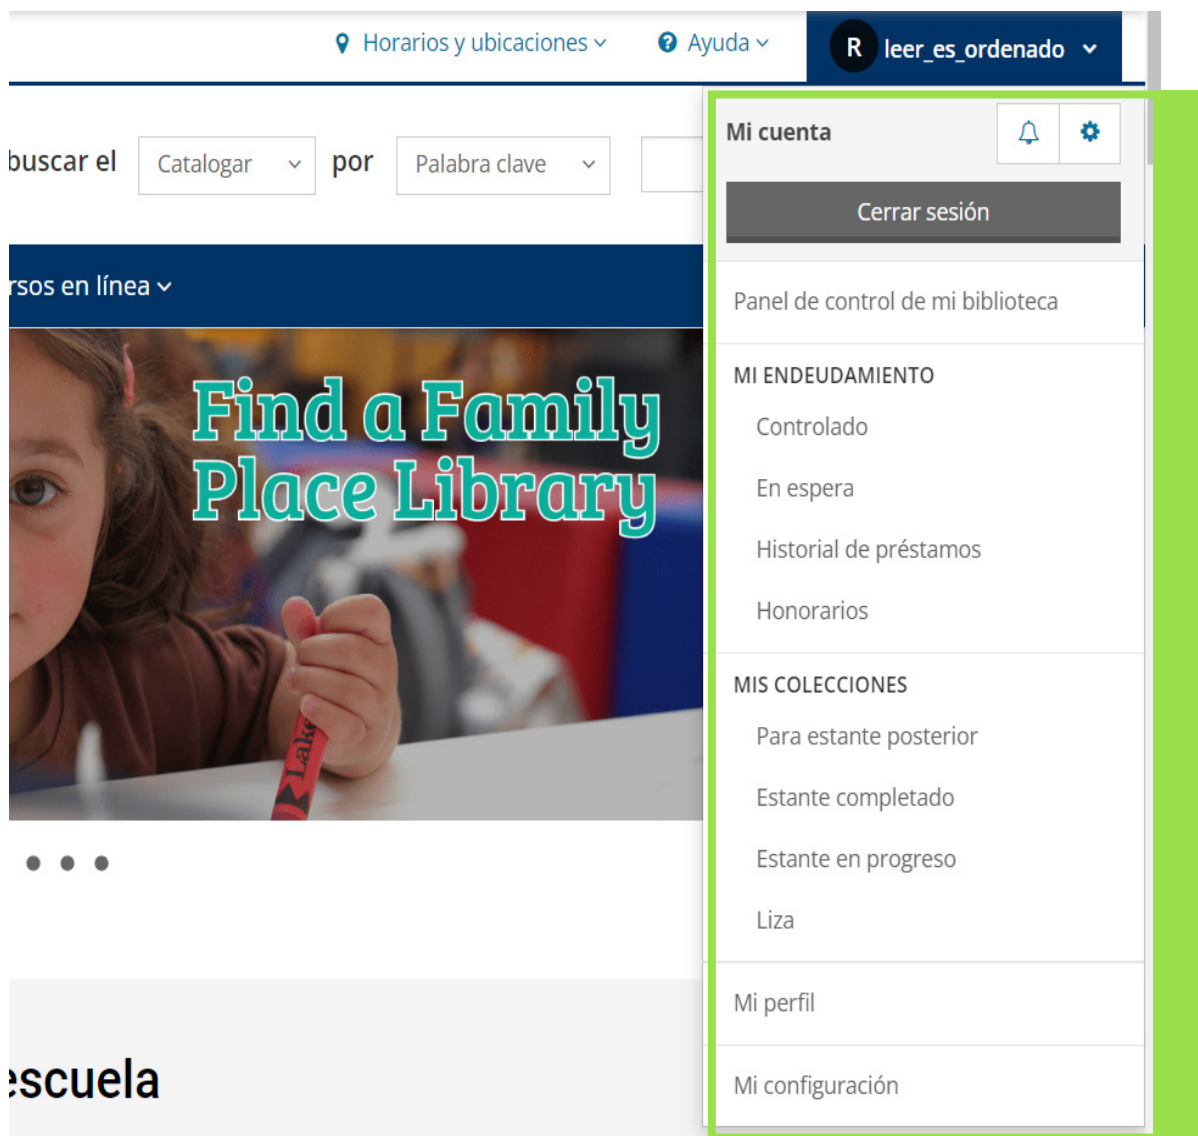 Horarios y ubicaciones
Ayuda
R leer_es_ordenado
buscar el Catalogar por Palabra clave
Mi cuenta
Cerrar sesión
rsos en línea
Panel de control de mi biblioteca
Find a Family
Place Library
MI ENDEUDAMIENTO
Controlado
En espera
Historial de préstamos
Honorarios
MIS COLECCIONES
Para estante posterior
Estante completado
Estante en progreso
Liza
Mi perfil
Mi configuración
escuela
Lake